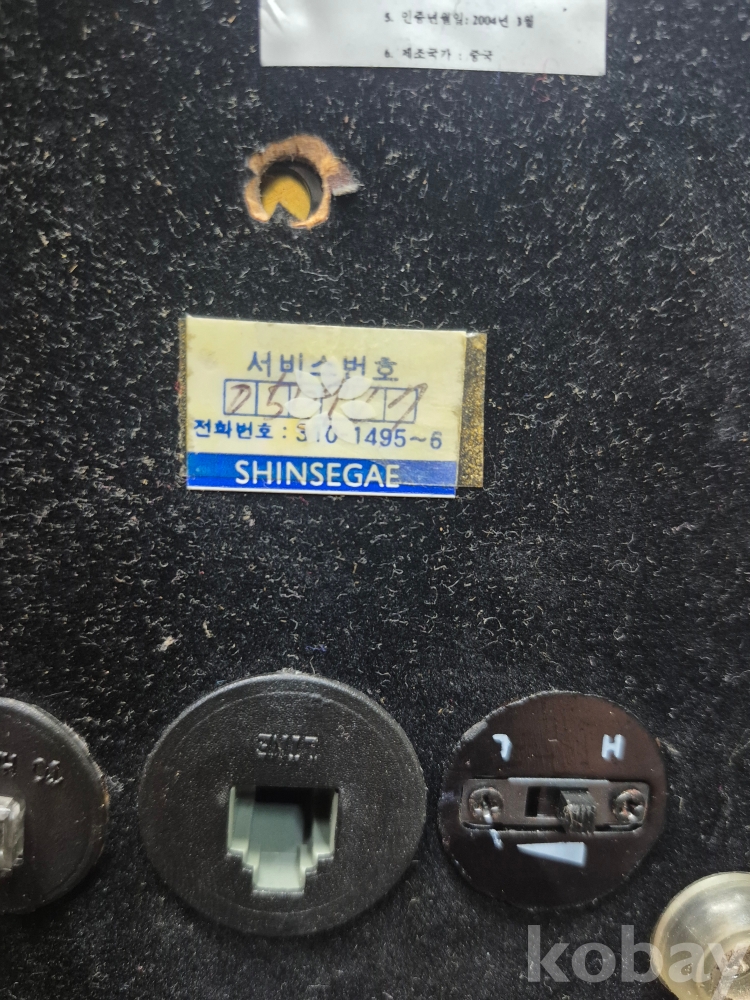 5. 인증년월일: 2004년 3월
6. 제조국가 : 중국
서비스번호
전화번호 : 310 1495~6
SHINSEGAE
LINE
L H
kobay